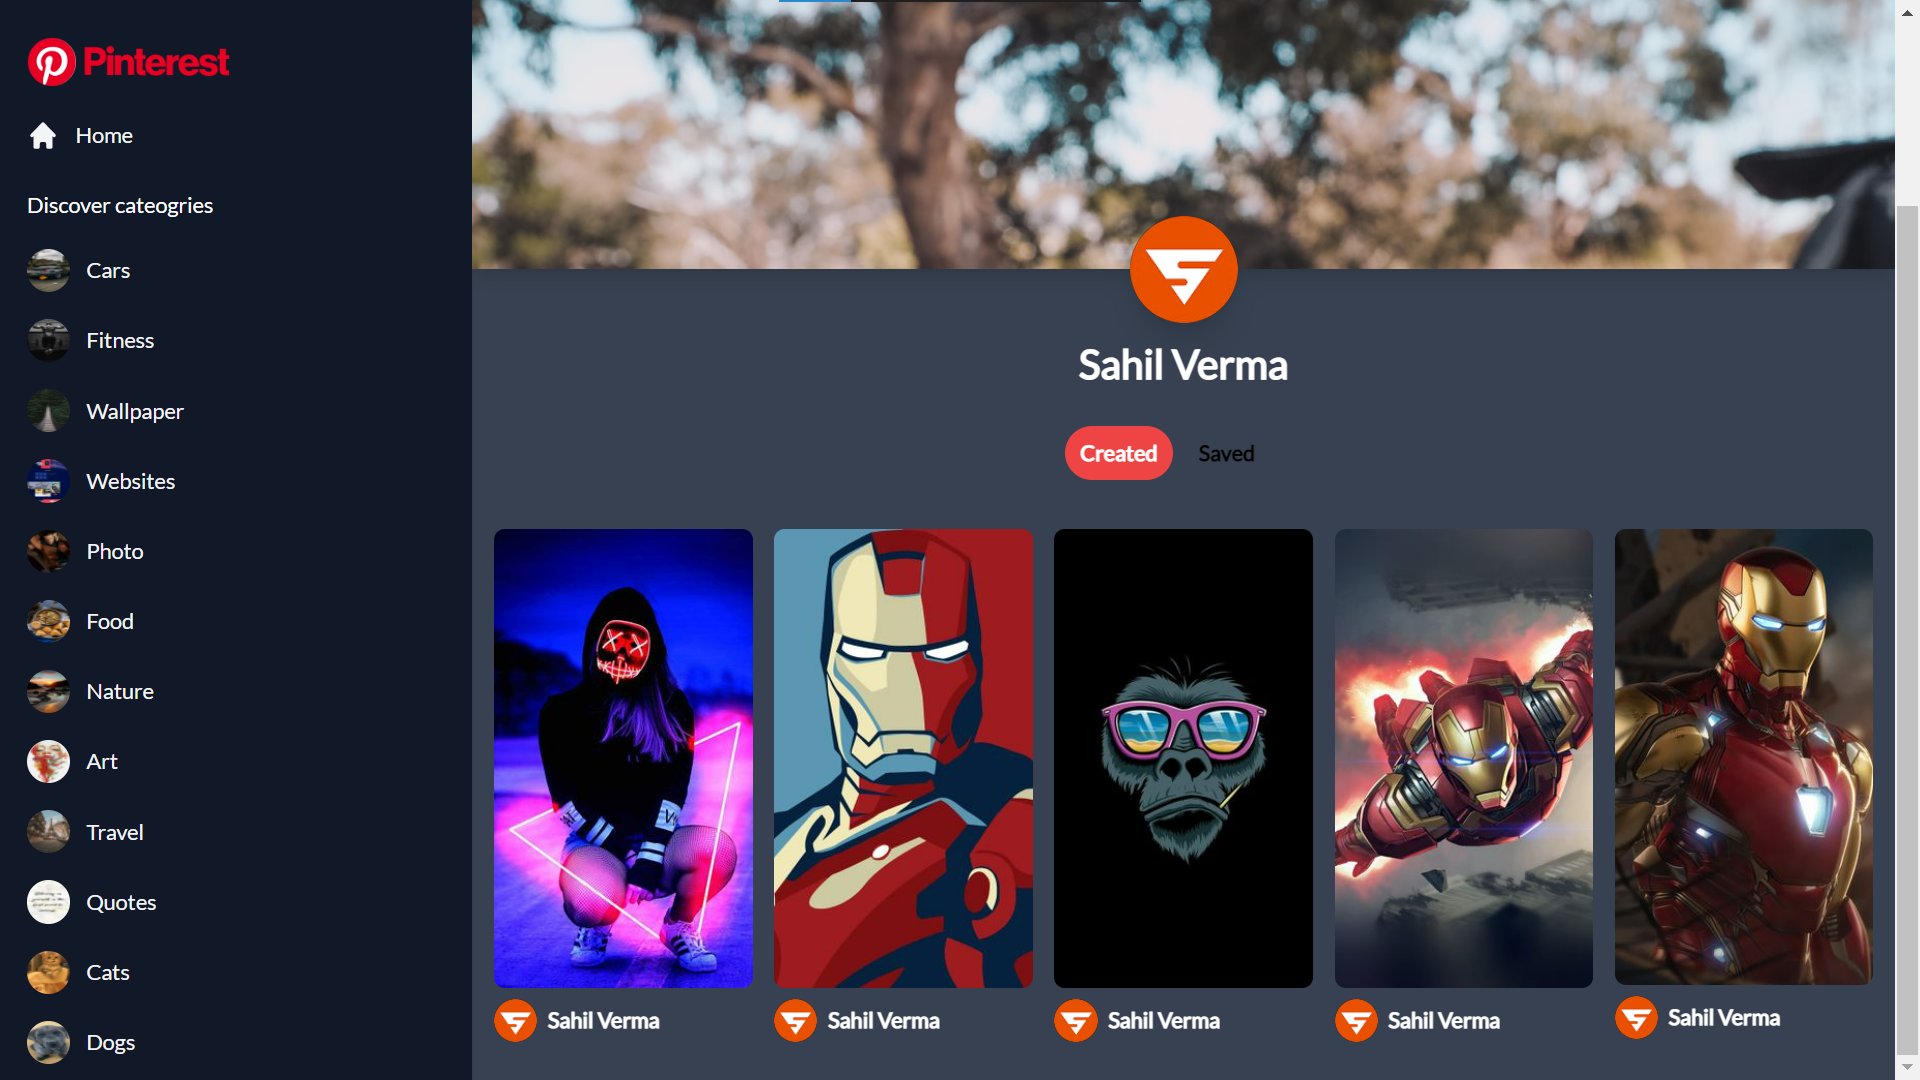 Pinterest
Home
Discover cateogries
Cars
Fitness
Wallpaper
Websites
Photo
Food
Nature
Art
Travel
Quotes
Cats
Dogs
Sahil Verma
Created Saved
Sahil Verma Sahil Verma Sahil Verma Sahil Verma Sahil Verma